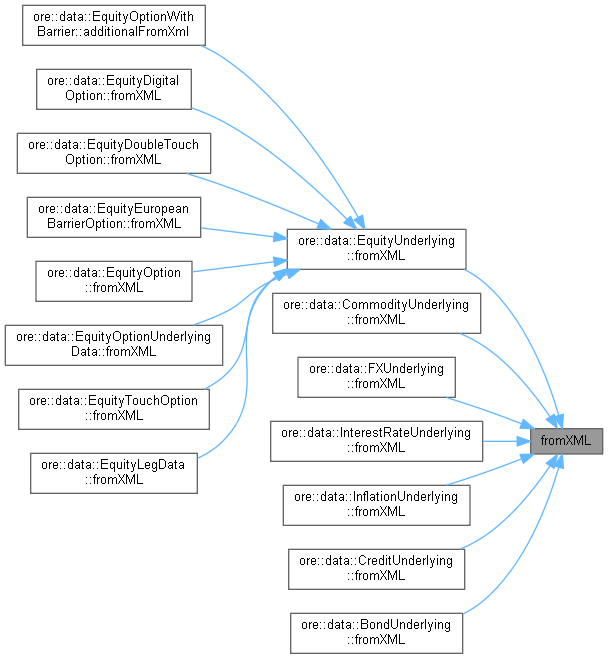 ore::data::EquityOptionWith
Barrier::additionalFromXml
ore::data::EquityDigital
Option::fromXML
ore::data::EquityDoubleTouch
Option::fromXML
ore::data::EquityEuropean
BarrierOption::fromXML
ore::data::EquityOption
::fromXML
ore::data::EquityOptionUnderlying
Data::fromXML
ore::data::EquityTouchOption
::fromXML
ore::data::EquityLegData
::fromXML
ore::data::EquityUnderlying
::fromXML
ore::data::CommodityUnderlying
::fromXML
ore::data::FXUnderlying
::fromXML
ore::data::InterestRateUnderlying
::fromXML
ore::data::InflationUnderlying
::fromXML
ore::data::CreditUnderlying
::fromXML
ore::data::BondUnderlying
::fromXML
fromXML